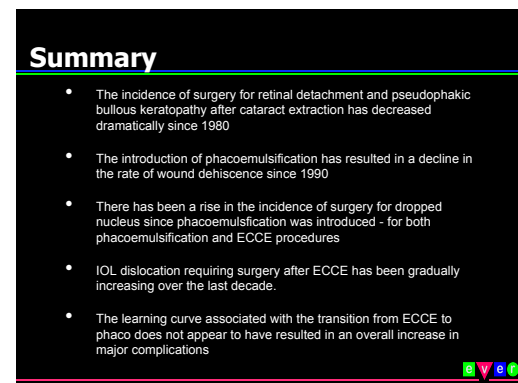 Summary
• The incidence of surgery for retinal detachment and pseudophakic
bullous keratopathy after cataract extraction has decreased
dramatically since 1980
• The introduction of phacoemulsification has resulted in a decline in
the rate of wound dehiscence since 1990
• There has been a rise in the incidence of surgery for dropped
nucleus since phacoemulsfication was introduced - for both
phacoemulsification and ECCE procedures
• IOL dislocation requiring surgery after ECCE has been gradually
increasing over the last decade.
• The learning curve associated with the transition from ECCE to
phaco does not appear to have resulted in an overall increase in
major complications
ever